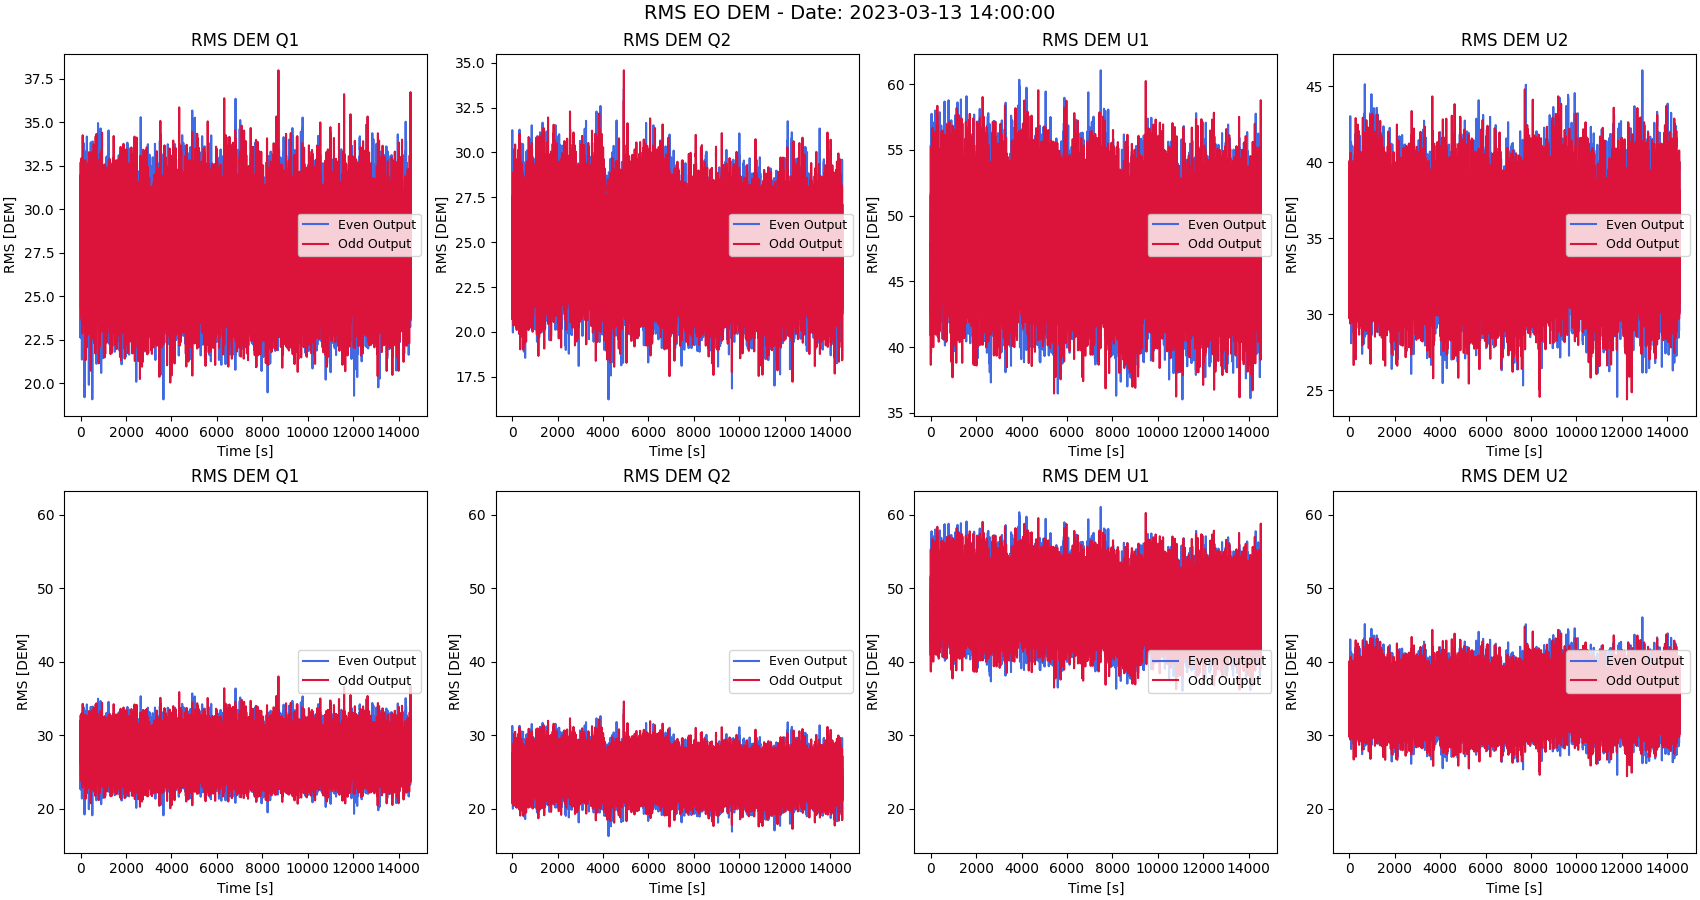 RMS EO DEM - Date: 2023-03-13 14:00:00
RMS DEM Q1
RMS [DEM]
37.5
35.0
32.5
30.0
27.5
25.0
22.5
20.0
Even Output
Odd Output
0 2000 4000 6000 8000 10000 12000 14000
Time [s]
RMS DEM Q2
RMS [DEM]
35.0
32.5
30.0
27.5
25.0
22.5
20.0
17.5
Even Output
Odd Output
0 2000 4000 6000 8000 10000 12000 14000
Time [s]
RMS DEM U1
RMS [DEM]
60
55
50
45
40
35
Even Output
Odd Output
0 2000 4000 6000 8000 10000 12000 14000
Time [s]
RMS DEM U2
RMS [DEM]
45
40
35
30
25
Even Output
Odd Output
0 2000 4000 6000 8000 10000 12000 14000
Time [s]
RMS DEM Q1
RMS [DEM]
60
50
40
30
20
Even Output
Odd Output
0 2000 4000 6000 8000 10000 12000 14000
Time [s]
RMS DEM Q2
RMS [DEM]
60
50
40
30
20
Even Output
Odd Output
0 2000 4000 6000 8000 10000 12000 14000
Time [s]
RMS DEM U1
RMS [DEM]
60
50
40
30
20
Even Output
Odd Output
0 2000 4000 6000 8000 10000 12000 14000
Time [s]
RMS DEM U2
RMS [DEM]
60
50
40
30
20
Even Output
Odd Output
0 2000 4000 6000 8000 10000 12000 14000
Time [s]